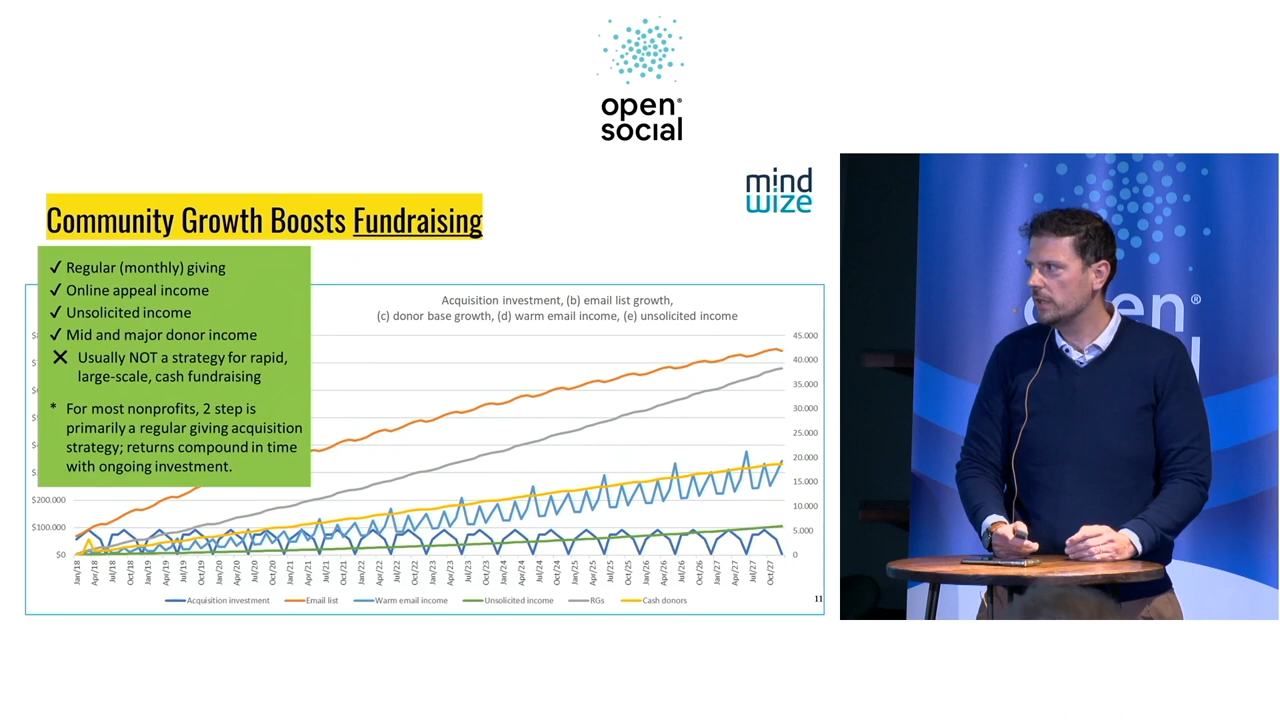 open®
social
mind
wize
Community Growth Boosts Fundraising
✓ Regular (monthly) giving
✓ Online appeal income
✓ Unsolicited income
✓ Mid and major donor income
✕ Usually NOT a strategy for rapid,
large-scale, cash fundraising
* For most nonprofits, 2 step is
primarily a regular giving acquisition
strategy; returns compound in time
with ongoing investment.
Acquisition investment, (b) email list growth,
(c) donor base growth, (d) warm email income, (e) unsolicited income
$200.000
$100.000
$0
45.000
40.000
35.000
30.000
25.000
20.000
15.000
10.000
5.000
0
Jan/18 Apr/18 Jul/18 Oct/18 Jan/19 Apr/19 Jul/19 Oct/19 Jan/20 Apr/20 Jul/20 Oct/20 Jan/21 Apr/21 Jul/21 Oct/21 Jan/22 Apr/22 Jul/22 Oct/22 Jan/23 Apr/23 Jul/23 Oct/23 Jan/24 Apr/24 Jul/24 Oct/24 Jan/25 Apr/25 Jul/25 Oct/25 Jan/26 Apr/26 Jul/26 Oct/26 Jan/27 Apr/27 Jul/27 Oct/27
Acquisition investment Email list Warm email income Unsolicited income RGs Cash donors
11